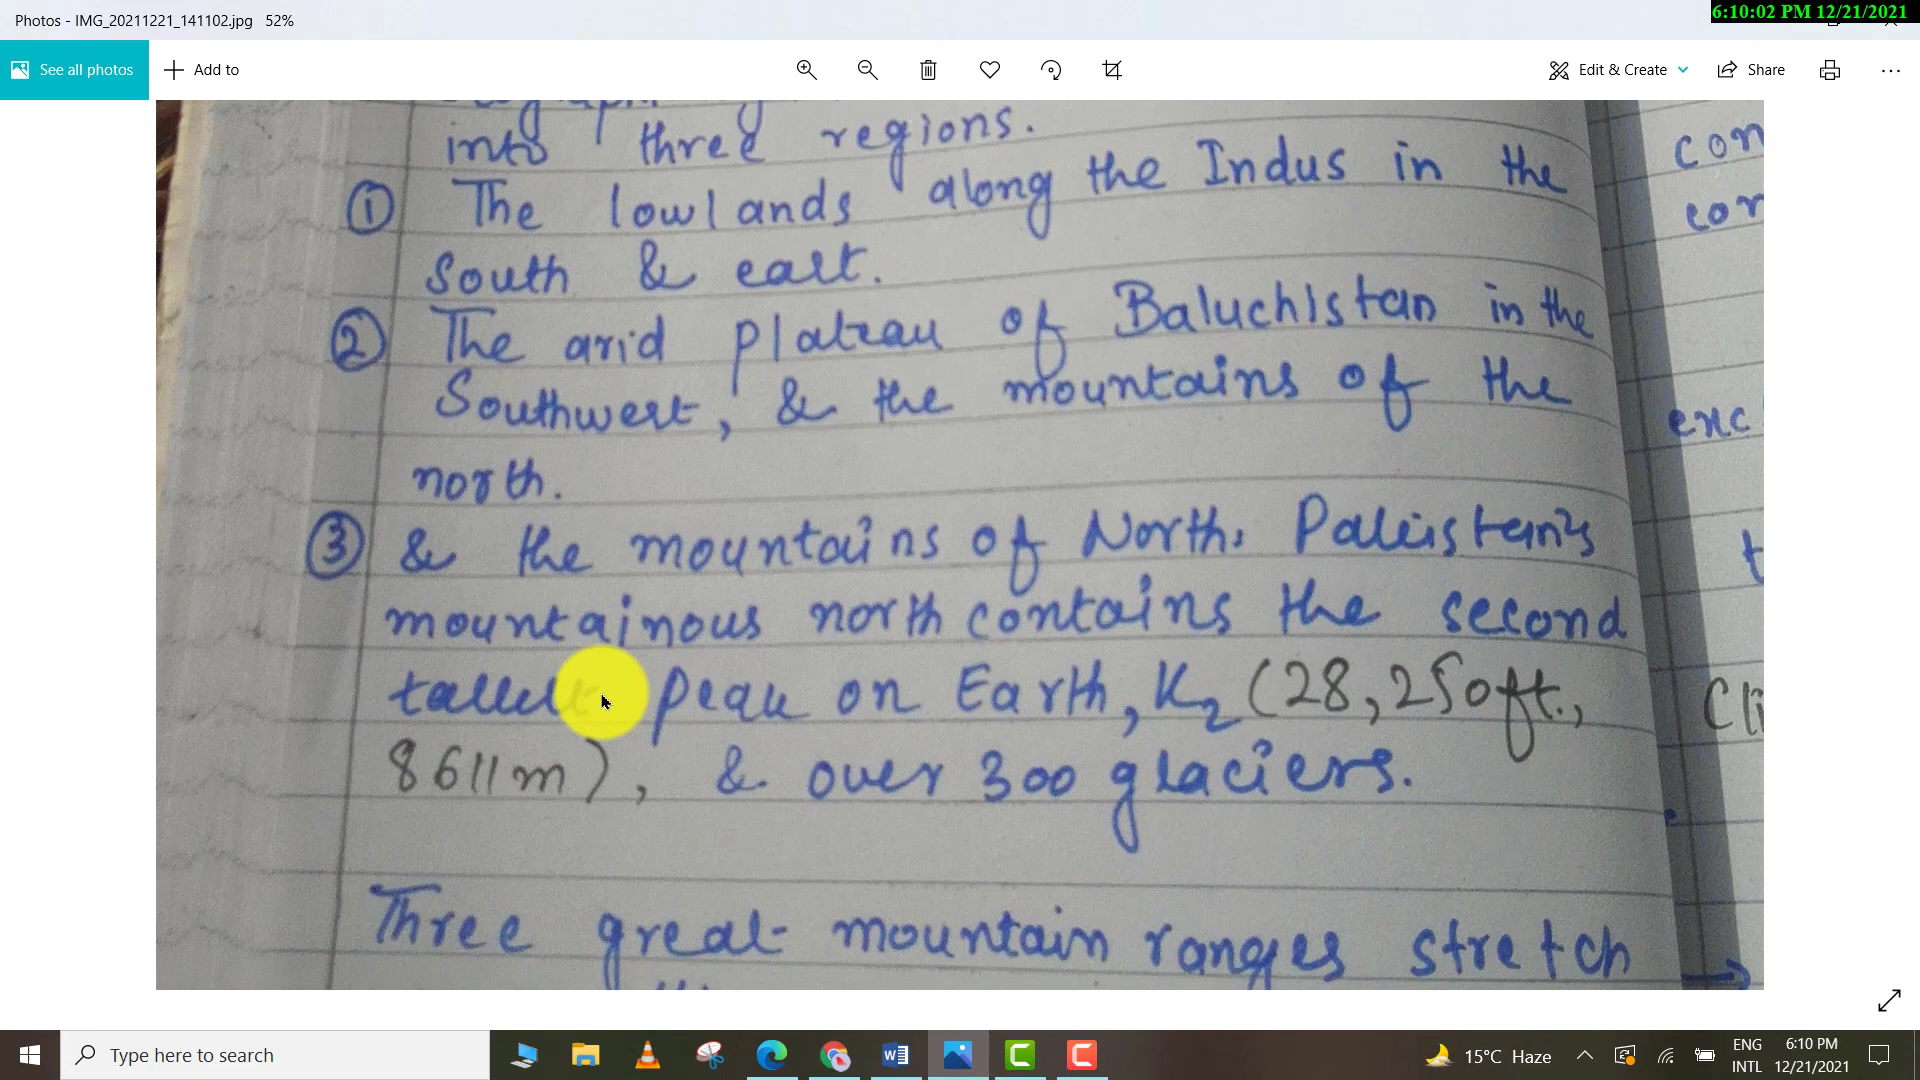 Photos - IMG_20211221_141102.jpg 52%
6:10:02 PM 12/21/2021
See all photos
Add to
Edit & Create
Share
into three regions.
① The lowlands along the Indus in the
South & east.
② The arid plateau of Baluchistan in the
Southwest, & the mountains of the
north.
③ & the mountains of North. Pakistan's
mountainous north contains the second
tallest peak on Earth, K2 (28,250ft.,
8611m), & over 300 glaciers.
Three great mountain ranges stretch
con
enc
Cli
Type here to search
15°C Haze
ENG
INTL
6:10 PM
12/21/2021